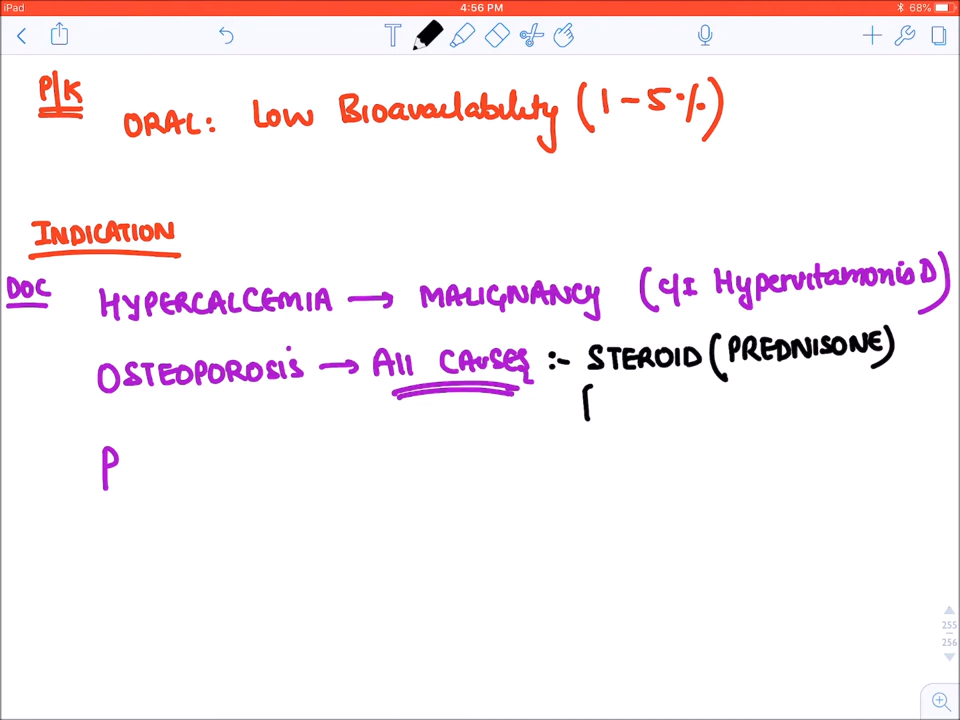 iPad 4:56 PM 68%
T
P/K
ORAL: Low Bioavailability (1-5%)
INDICATION
DOC
HYPERCALCEMIA → MALIGNANCY (C/I Hypervitamonis D)
OSTEOPOROSIS → All CAUSES :- STEROID (PREDNISONE)
P
255
256